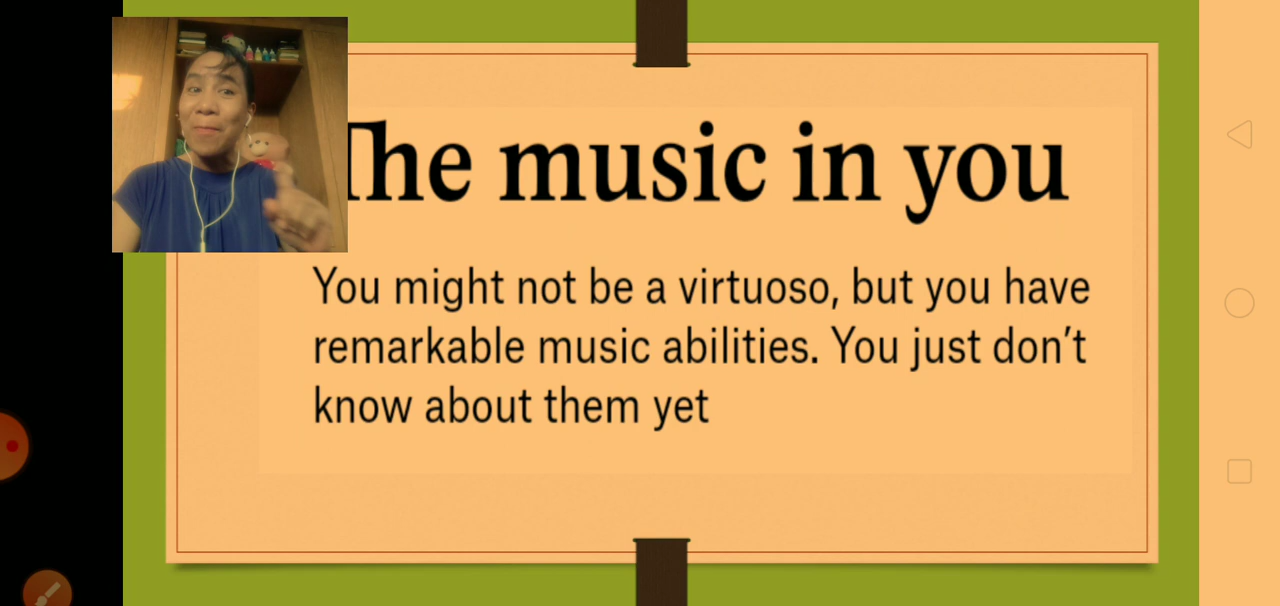 The music in you
You might not be a virtuoso, but you have
remarkable music abilities. You just don’t
know about them yet